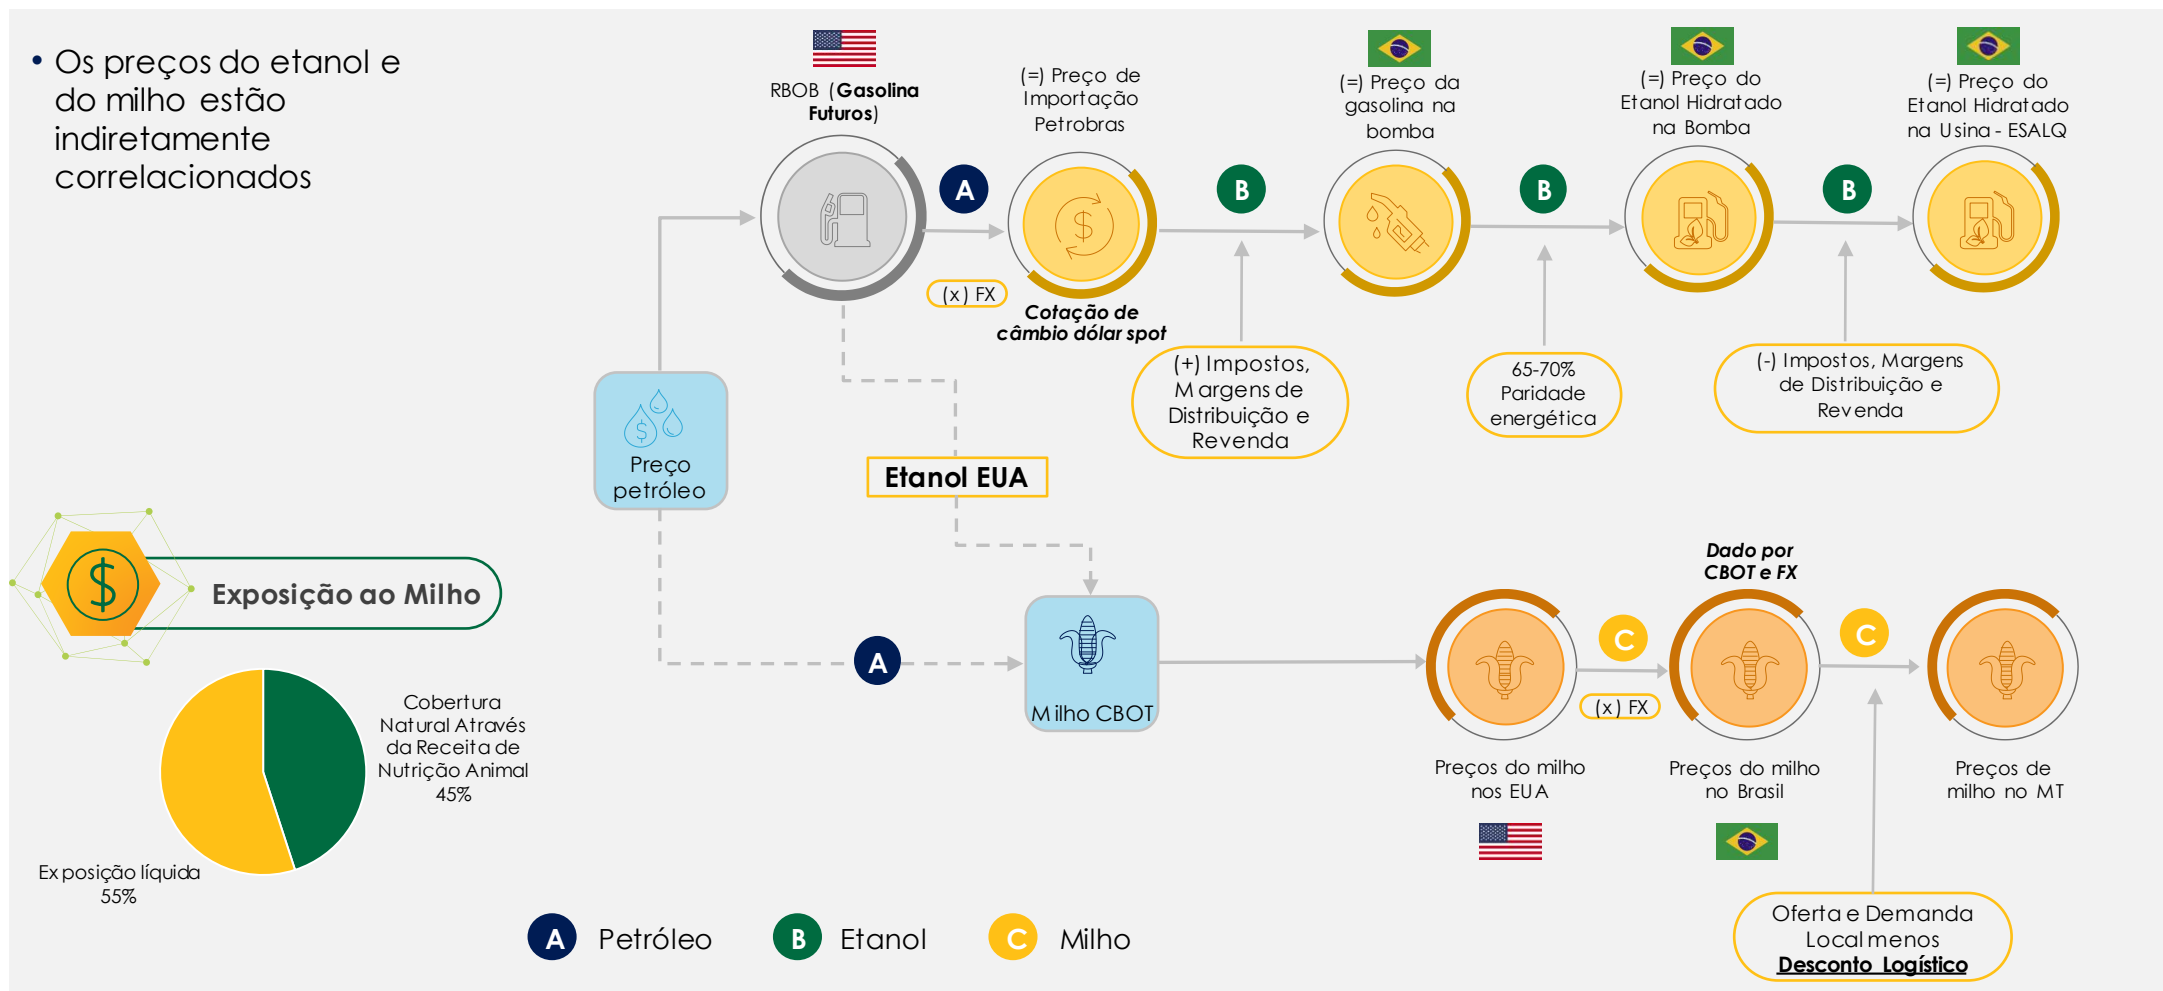 • Os preços do etanol e
do milho estão
indiretamente
correlacionados
RBOB (Gasolina
Futuros)
(=) Preço de
Importação
Petrobras
(=) Preço da
gasolina na
bomba
(=) Preço do
Etanol Hidratado
na Bomba
(=) Preço do
Etanol Hidratado
na Usina - ESALQ
A
B
B
B
(x) FX
Cotação de
câmbio dólar spot
(+) Impostos,
Margens de
Distribuição e
Revenda
65-70%
Paridade
energética
(-) Impostos, Margens
de Distribuição e
Revenda
Preço
petróleo
Etanol EUA
A
Milho CBOT
Dado por
CBOT e FX
C
C
(x) FX
Preços do milho
nos EUA
Preços do milho
no Brasil
Preços de
milho no MT
Oferta e Demanda
Local menos
Desconto Logístico
Exposição ao Milho
Cobertura
Natural Através
da Receita de
Nutrição Animal
45%
Exposição líquida
55%
A Petróleo
B Etanol
C Milho